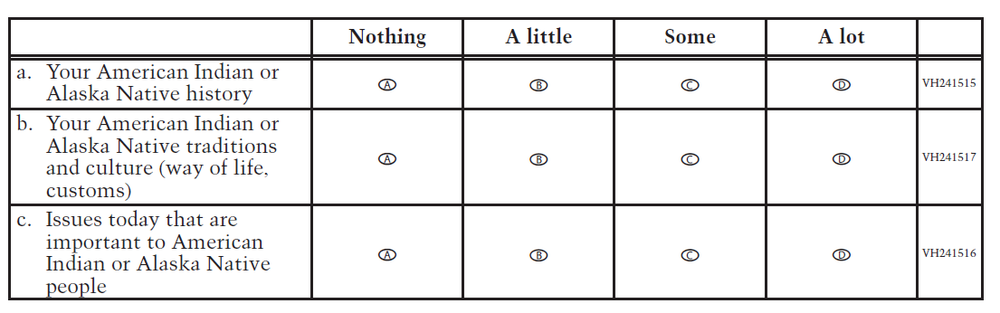 Nothing A little Some A lot
a. Your American Indian or
Alaska Native history
A B C D VH241515
b. Your American Indian or
Alaska Native traditions
and culture (way of life,
customs)
A B C D VH241517
c. Issues today that are
important to American
Indian or Alaska Native
people
A B C D VH241516